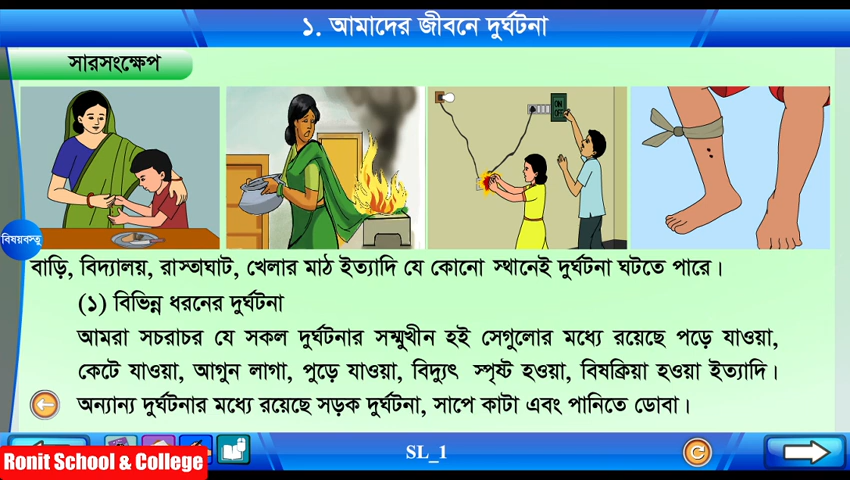 ১. আমাদের জীবনে দুর্ঘটনা
সারসংক্ষেপ
ON
OFF
বিষয়বস্তু
বাড়ি, বিদ্যালয়, রাস্তাঘাট, খেলার মাঠ ইত্যাদি যে কোনো স্থানেই দুর্ঘটনা ঘটতে পারে।
(১) বিভিন্ন ধরনের দুর্ঘটনা
আমরা সচরাচর যে সকল দুর্ঘটনার সম্মুখীন হই সেগুলোর মধ্যে রয়েছে পড়ে যাওয়া,
কেটে যাওয়া, আগুন লাগা, পুড়ে যাওয়া, বিদ্যুৎ স্পৃষ্ট হওয়া, বিষক্রিয়া হওয়া ইত্যাদি।
অন্যান্য দুর্ঘটনার মধ্যে রয়েছে সড়ক দুর্ঘটনা, সাপে কাটা এবং পানিতে ডোবা।
SL_1
Ronit School & College